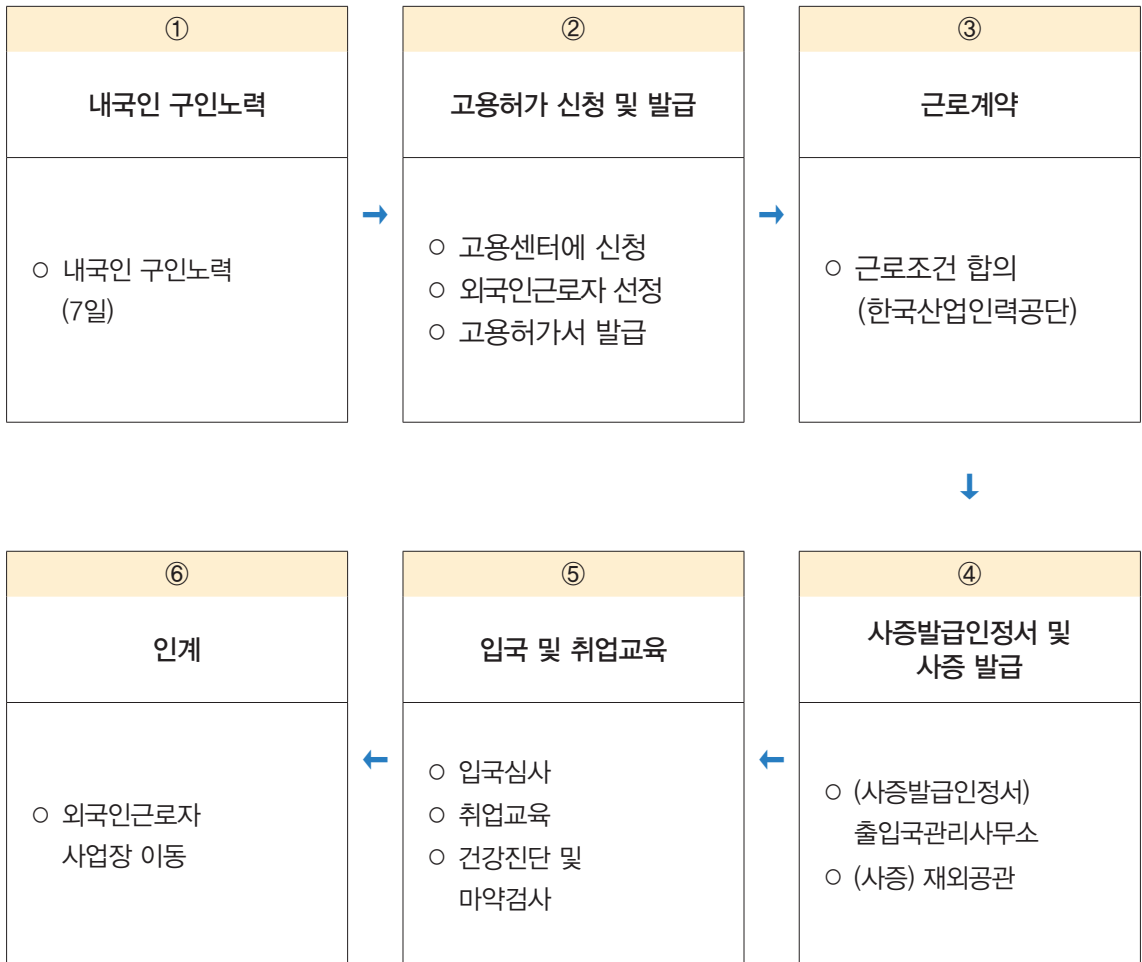 ①
내국인 구인노력
○ 내국인 구인노력
(7일)
→
②
고용허가 신청 및 발급
○ 고용센터에 신청
○ 외국인근로자 선정
○ 고용허가서 발급
→
③
근로계약
○ 근로조건 합의
(한국산업인력공단)
↓
④
사증발급인정서 및
사증 발급
○ (사증발급인정서)
출입국관리사무소
○ (사증) 재외공관
←
⑤
입국 및 취업교육
○ 입국심사
○ 취업교육
○ 건강진단 및
마약검사
←
⑥
인계
○ 외국인근로자
사업장 이동